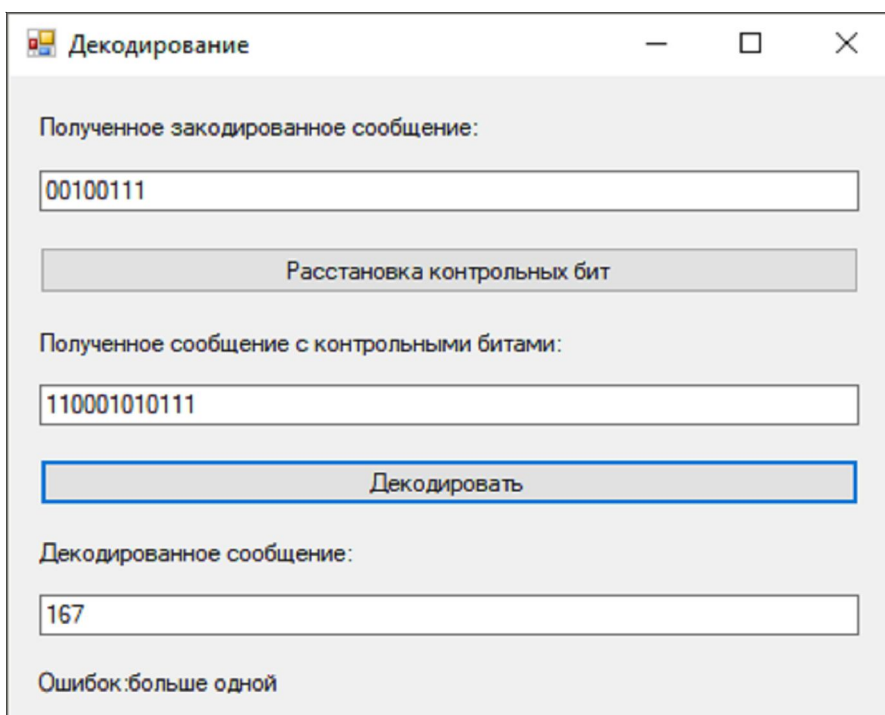 Декодирование
Полученное закодированное сообщение:
00100111
Расстановка контрольных бит
Полученное сообщение с контрольными битами:
110001010111
Декодировать
Декодированное сообщение:
167
Ошибок:больше одной